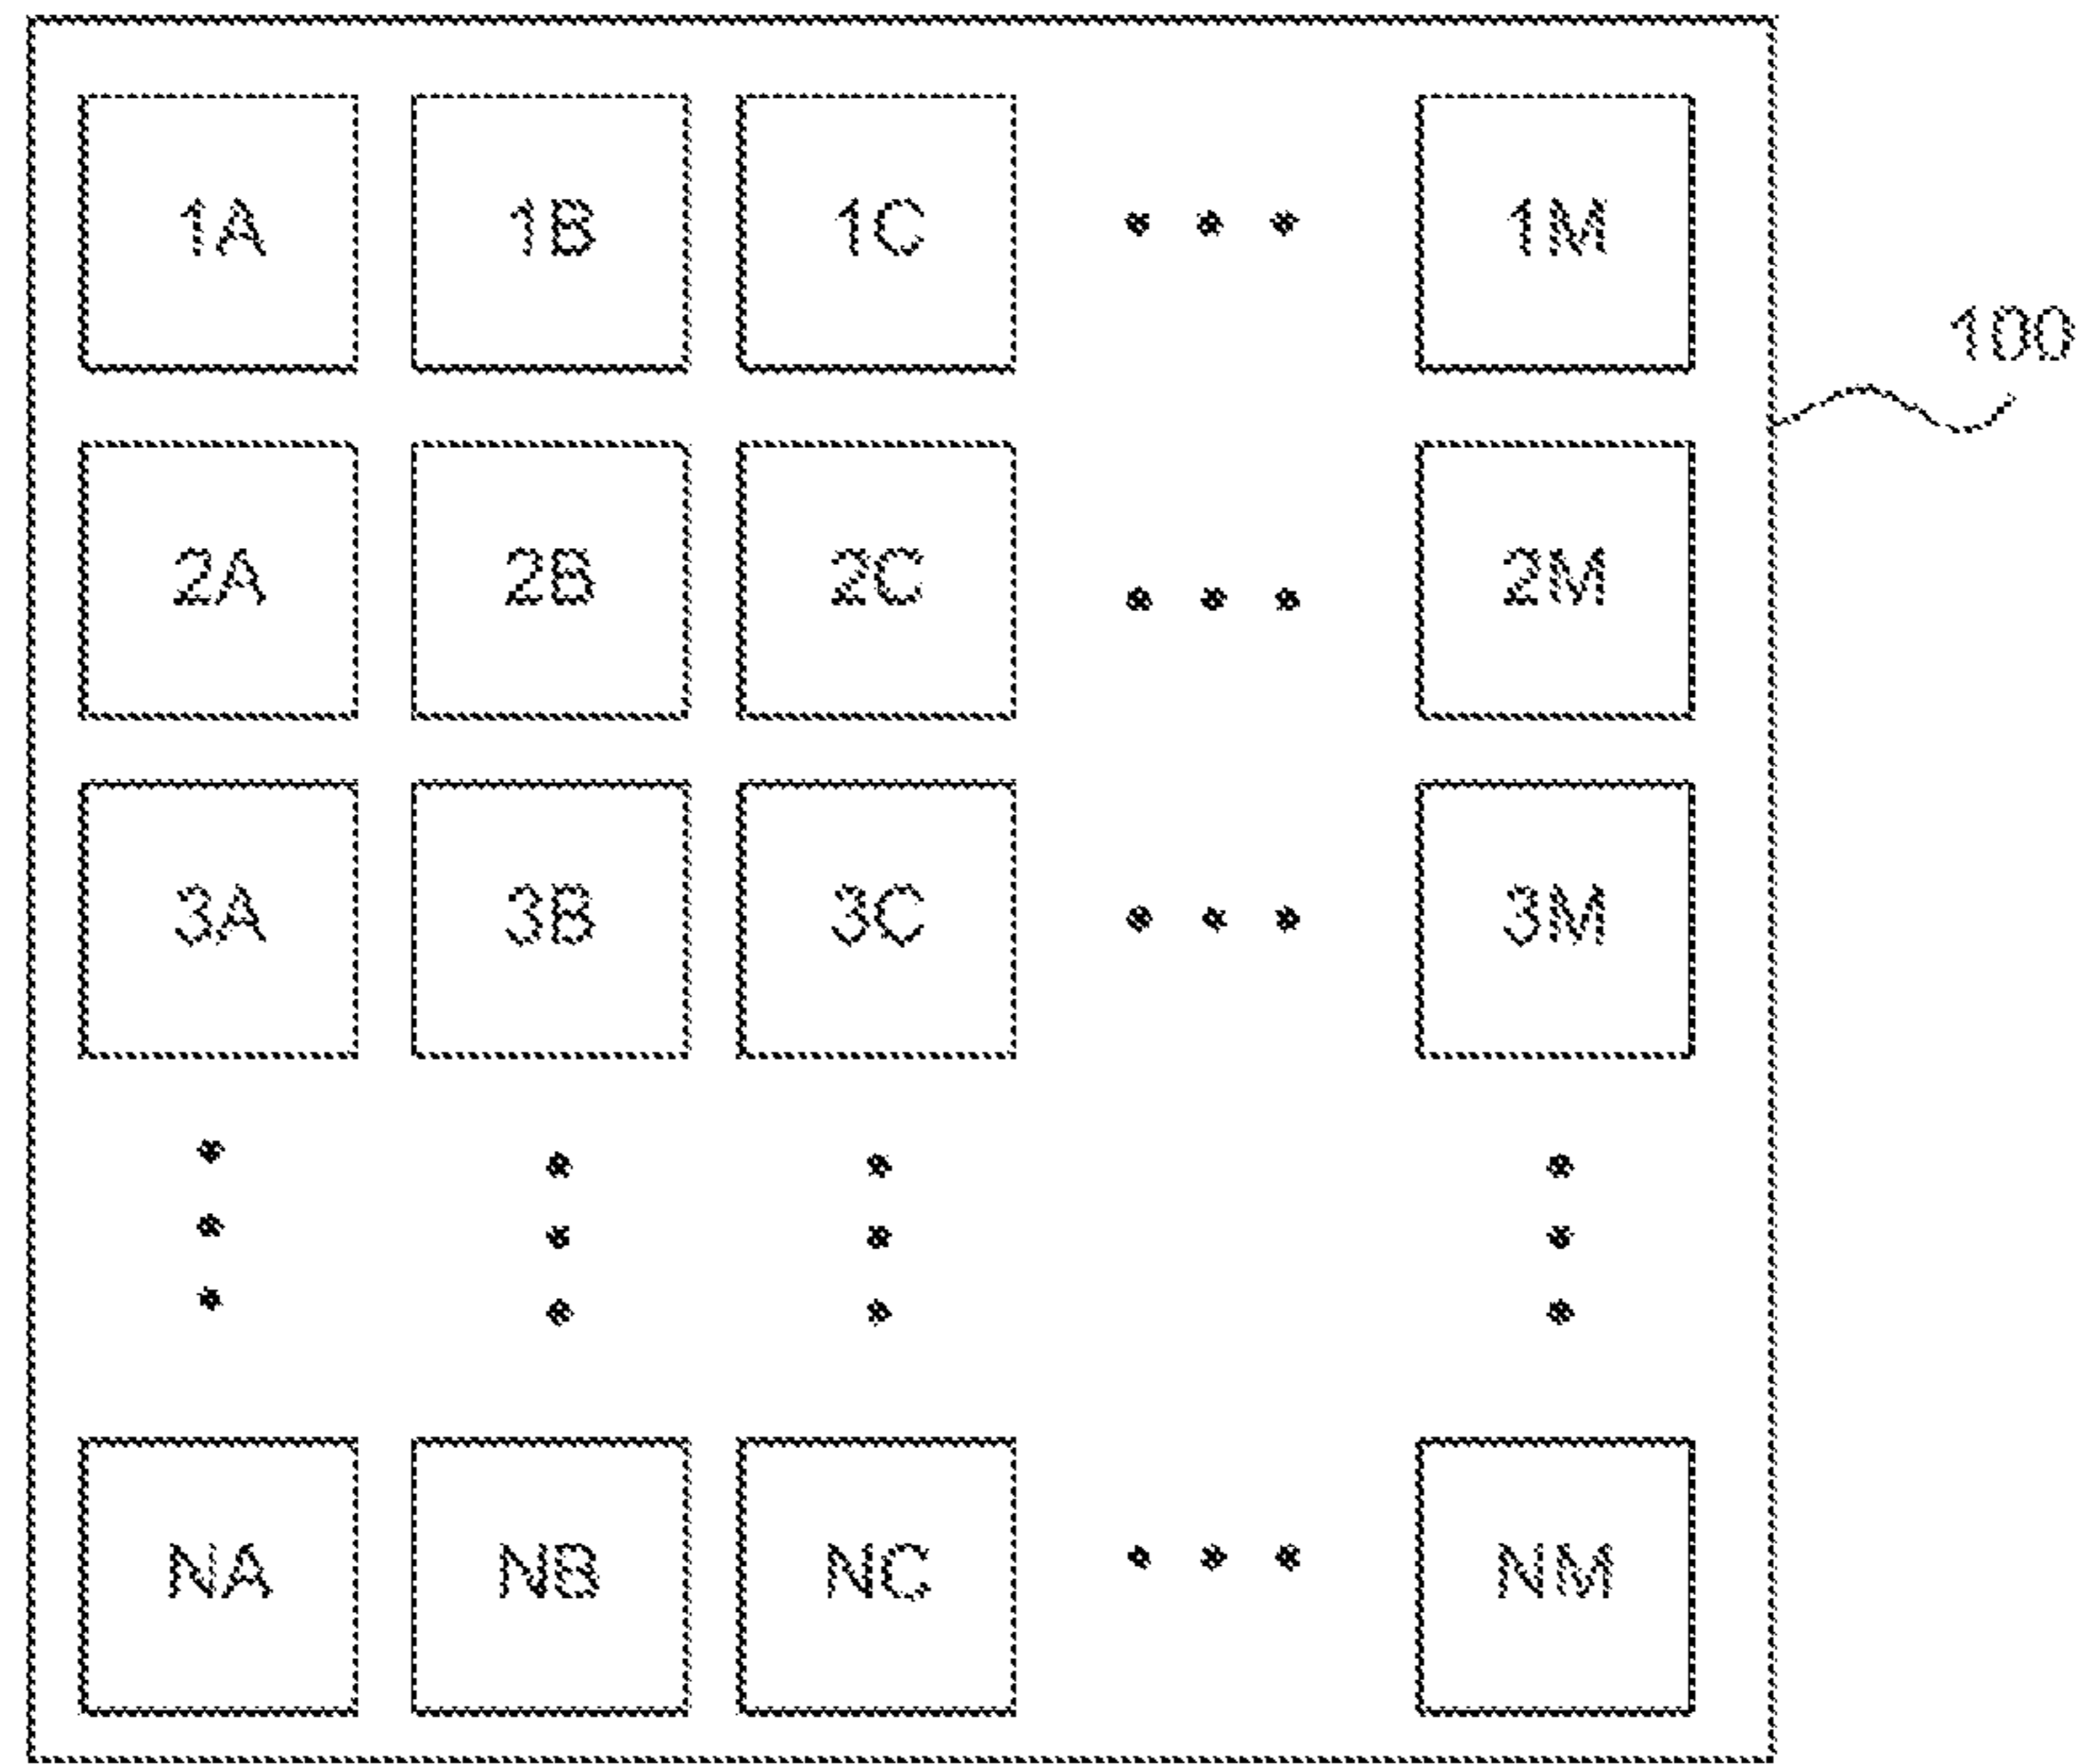 1A 1B 1C • • • 1M
100
2A 2B 2C • • • 2M
3A 3B 3C • • • 3M
NA NB NC • • • NM